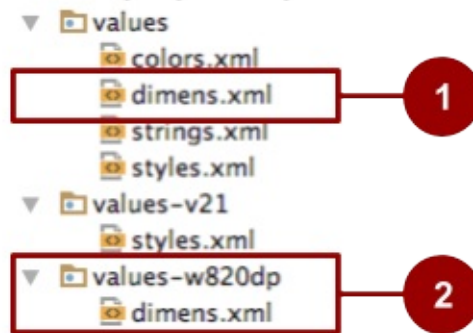 values
colors.xml
dimens.xml
1
strings.xml
styles.xml
values-v21
styles.xml
values-w820dp
2
dimens.xml